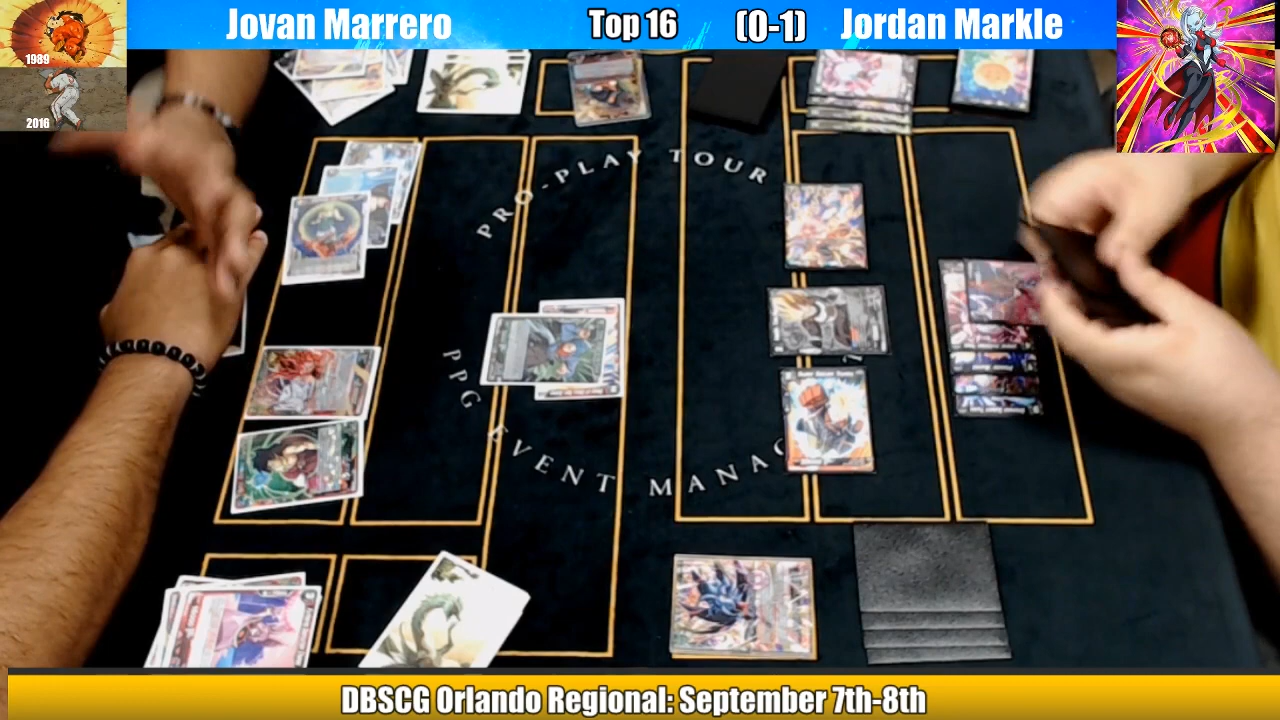 Jovan Marrero
Top 16
(0-1)
Jordan Markle
1989
2016
PRO-PLAY TOUR
PPG EVENT MANAG
DBSCG Orlando Regional: September 7th-8th